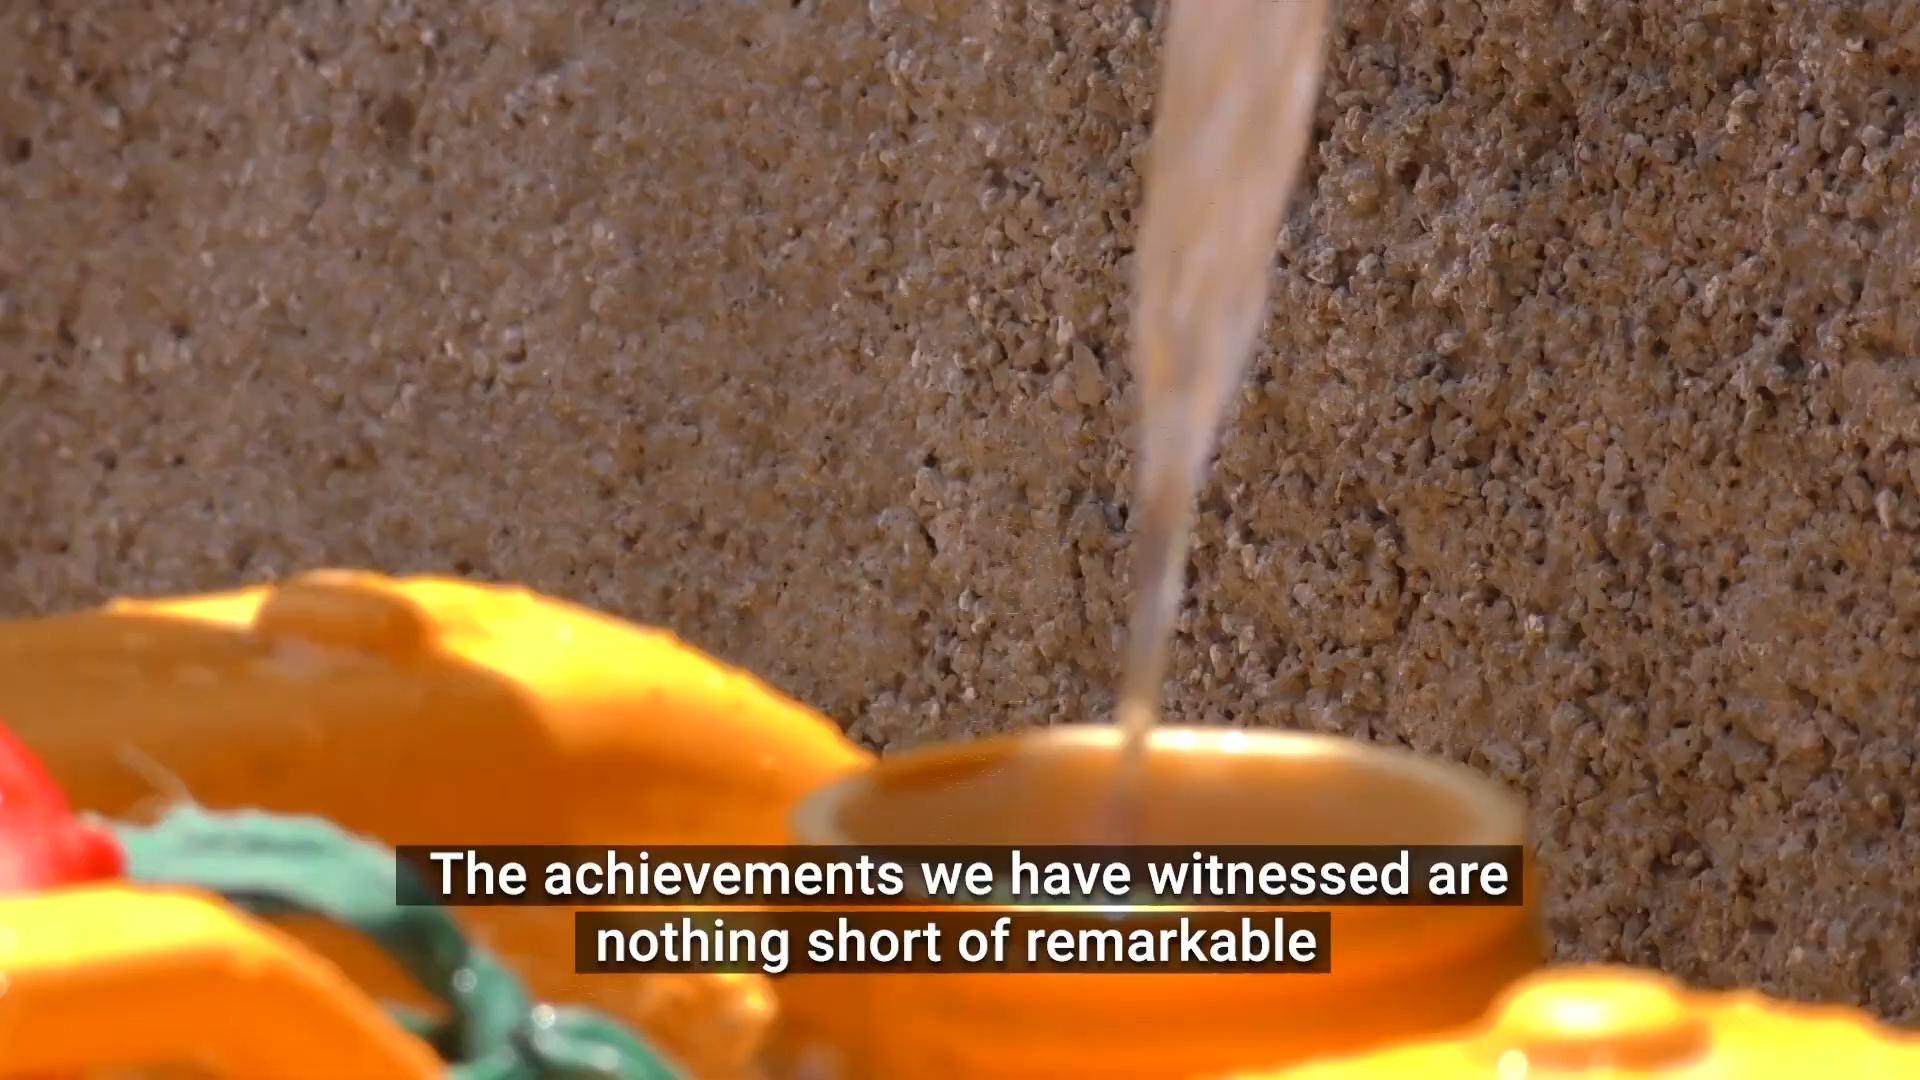 The achievements we have witnessed are
nothing short of remarkable